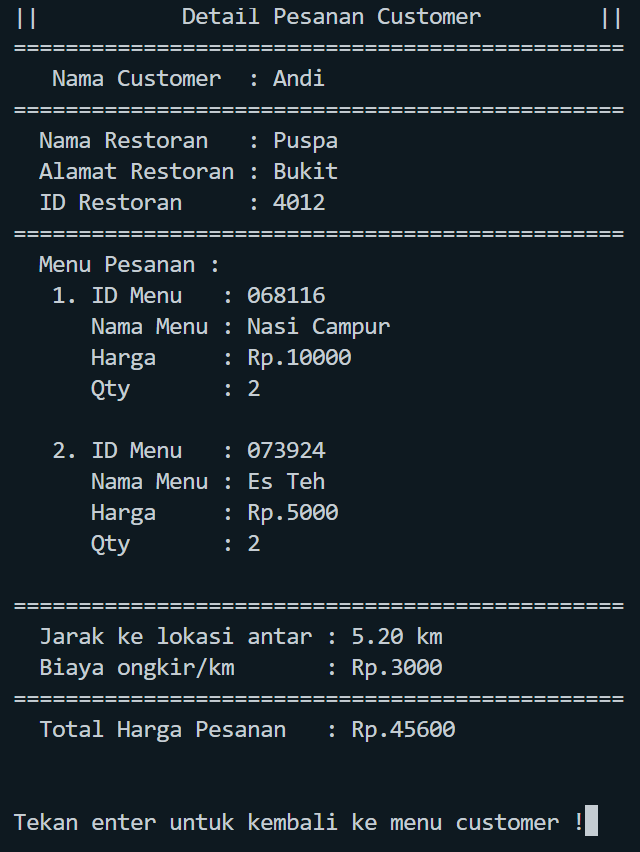 ||           Detail Pesanan Customer         ||
===============================================
   Nama Customer  : Andi
===============================================
  Nama Restoran   : Puspa
  Alamat Restoran : Bukit
  ID Restoran     : 4012
===============================================
  Menu Pesanan :
   1. ID Menu   : 068116
      Nama Menu : Nasi Campur
      Harga     : Rp.10000
      Qty       : 2

   2. ID Menu   : 073924
      Nama Menu : Es Teh
      Harga     : Rp.5000
      Qty       : 2

===============================================
  Jarak ke lokasi antar : 5.20 km
  Biaya ongkir/km       : Rp.3000
===============================================
  Total Harga Pesanan   : Rp.45600

Tekan enter untuk kembali ke menu customer !